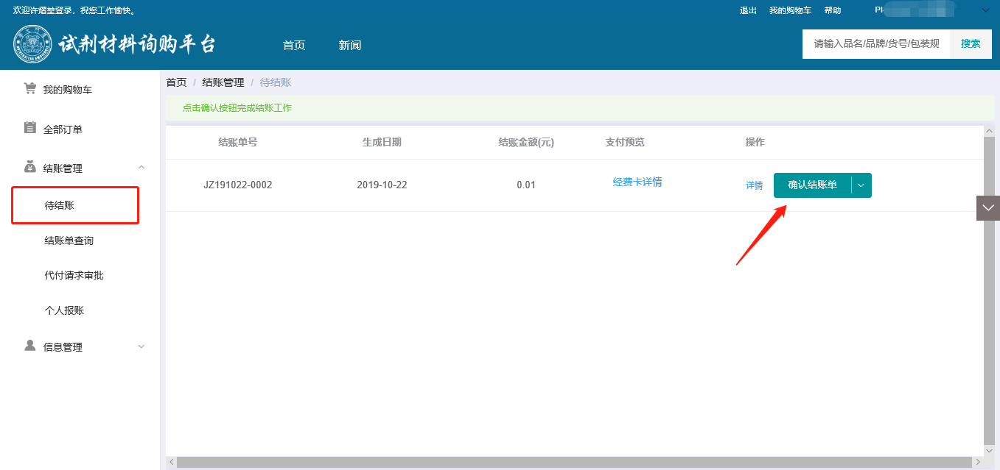 欢迎许熠堃登录，祝您工作愉快。
退出 我的购物车 帮助 PI-
试剂材料询购平台
首页 新闻
请输入品名/品牌/货号/包装规 搜索
我的购物车
全部订单
结账管理
待结账
结账单查询
代付请求审批
个人报账
信息管理
首页 / 结账管理 / 待结账
点击确认按钮完成结账工作
结账单号 生成日期 结账金额(元) 支付预览 操作
JZ191022-0002 2019-10-22 0.01 经费卡详情 详情 确认结账单